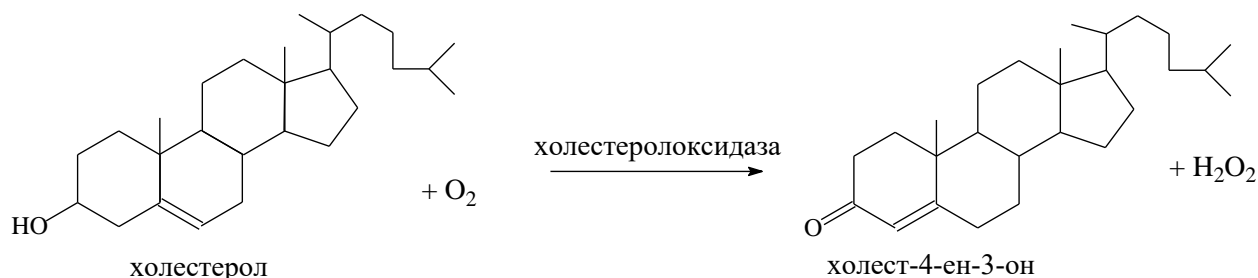 холестеролоксидаза
HO
+ O₂
O
+ H₂O₂
холестерол
холест-4-ен-3-он